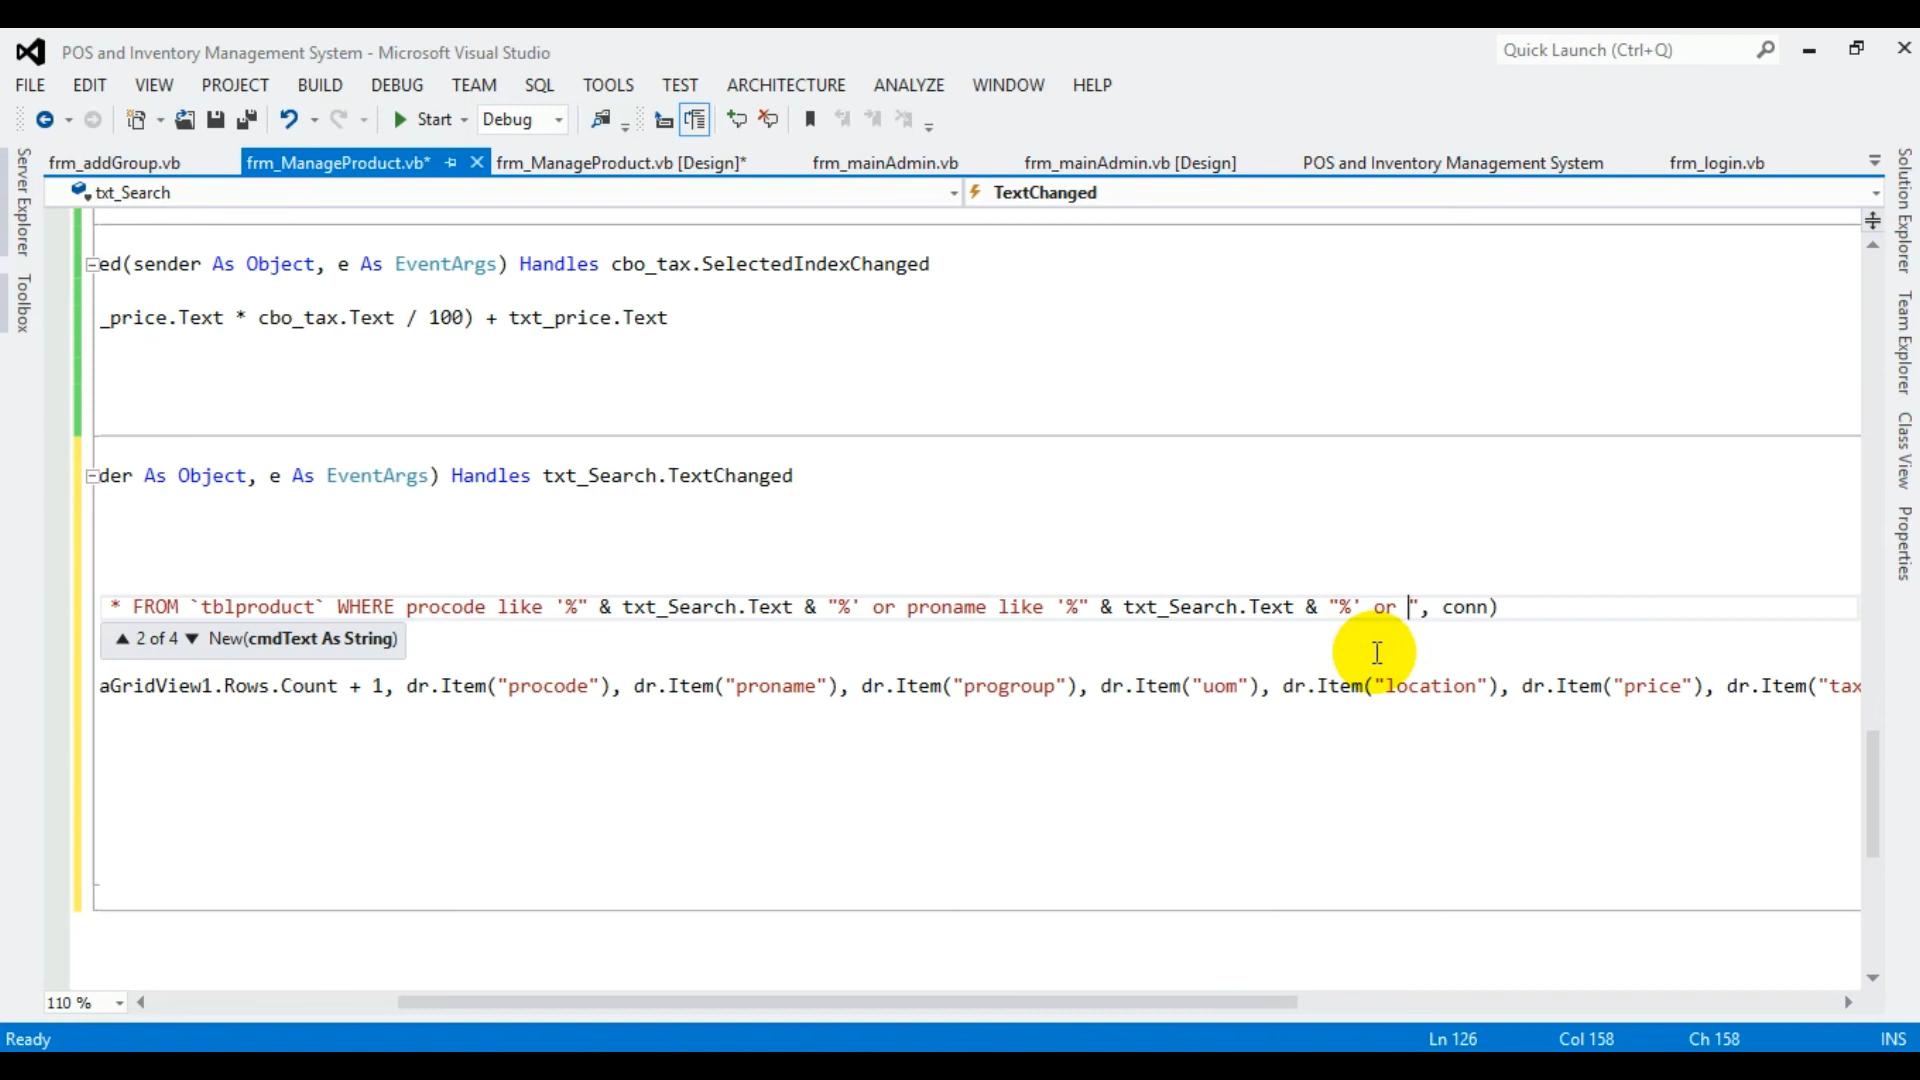 POS and Inventory Management System - Microsoft Visual Studio
Quick Launch (Ctrl+Q)
FILE EDIT VIEW PROJECT BUILD DEBUG TEAM SQL TOOLS TEST ARCHITECTURE ANALYZE WINDOW HELP
Start Debug
frm_addGroup.vb frm_ManageProduct.vb* frm_ManageProduct.vb [Design]* frm_mainAdmin.vb frm_mainAdmin.vb [Design] POS and Inventory Management System frm_login.vb
txt_Search TextChanged
Server Explorer
Toolbox
ed(sender As Object, e As EventArgs) Handles cbo_tax.SelectedIndexChanged
_price.Text * cbo_tax.Text / 100) + txt_price.Text
der As Object, e As EventArgs) Handles txt_Search.TextChanged
* FROM `tblproduct` WHERE procode like '%" & txt_Search.Text & "%' or proname like '%" & txt_Search.Text & "%' or ", conn)
2 of 4 New(cmdText As String)
aGridView1.Rows.Count + 1, dr.Item("procode"), dr.Item("proname"), dr.Item("progroup"), dr.Item("uom"), dr.Item("location"), dr.Item("price"), dr.Item("tax
Solution Explorer
Team Explorer
Class View
Properties
110 %
Ready Ln 126 Col 158 Ch 158 INS